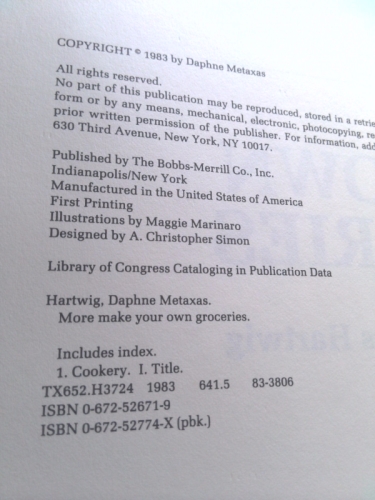 COPYRIGHT © 1983 by Daphne Metaxas
All rights reserved.
No part of this publication may be reproduced, stored in a
form or by any means, mechanical, electronic, photocopying,
prior written permission of the publisher. For information,
630 Third Avenue, New York, NY 10017.
Published by The Bobbs-Merrill Co., Inc.
Indianapolis/New York
Manufactured in the United States of America
First Printing
Illustrations by Maggie Marinaro
Designed by A. Christopher Simon
Library of Congress Cataloging in Publication Data
Hartwig, Daphne Metaxas.
More make your own groceries.
Includes index.
1. Cookery. I. Title.
TX652.H3724 1983 641.5 83-3806
ISBN 0-672-52671-9
ISBN 0-672-52774-X (pbk.)